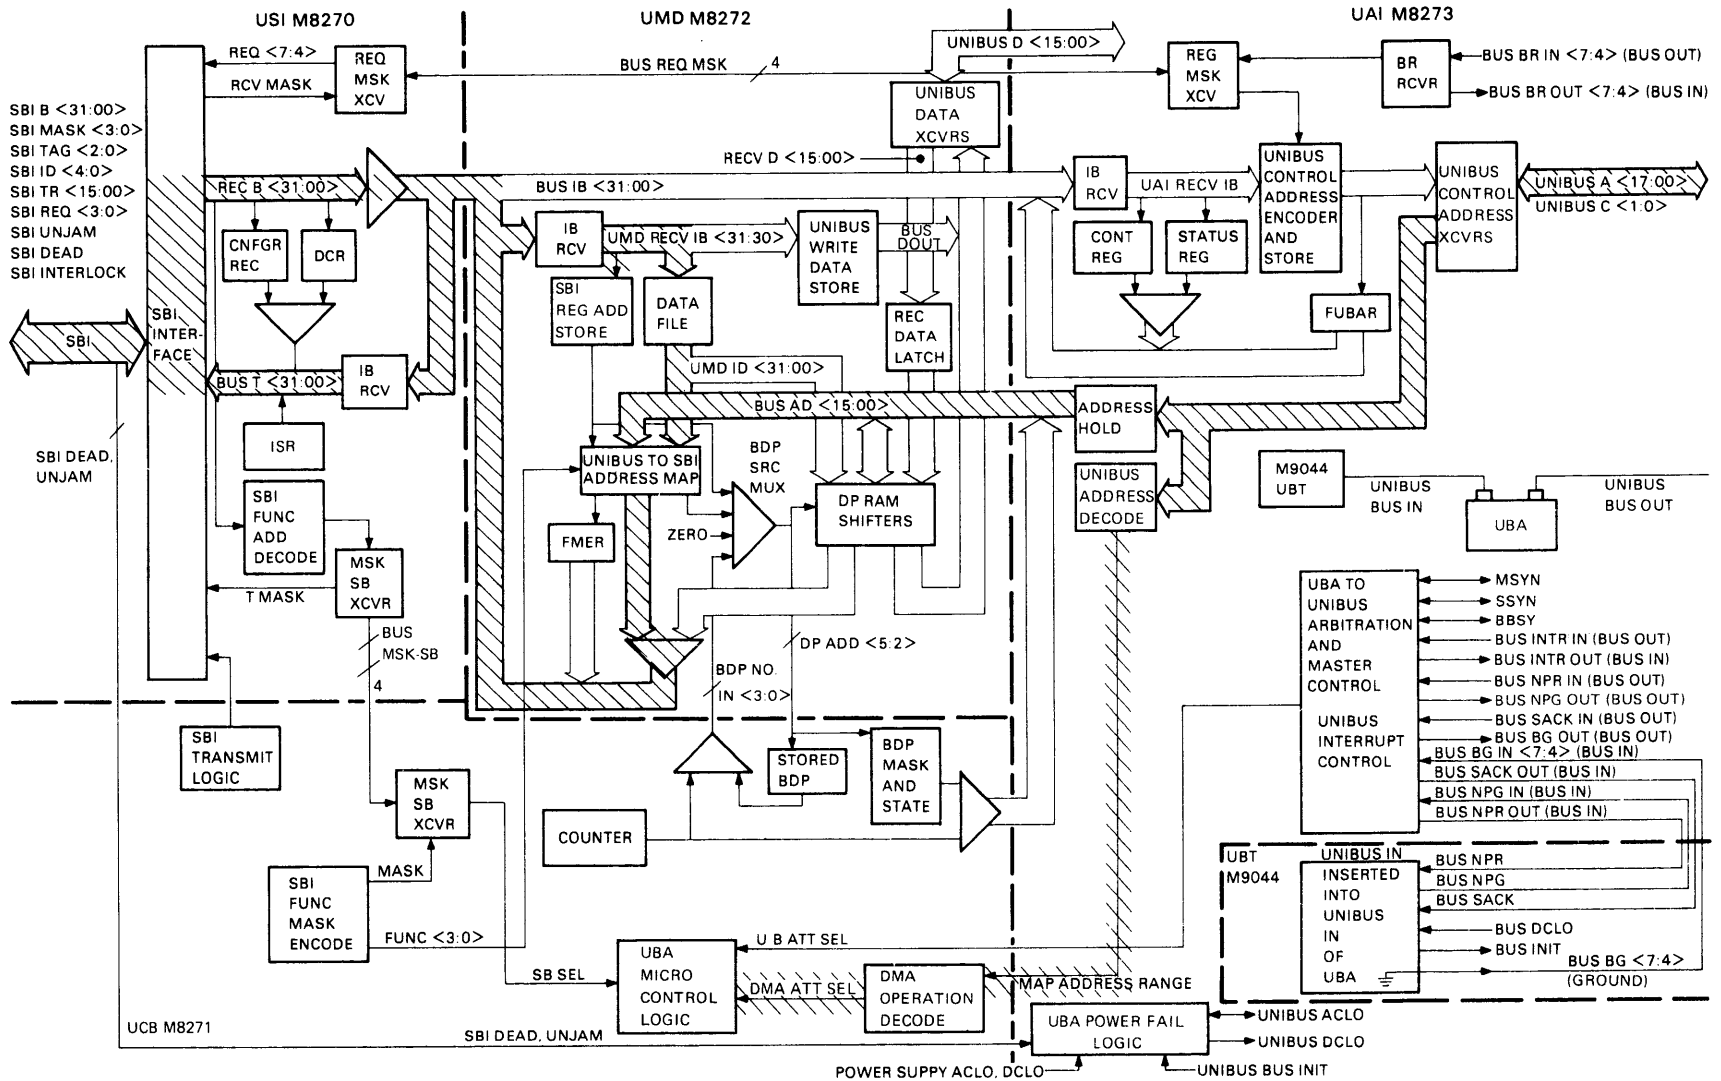 USI M8270
UMD M8272
UAI M8273
REQ <7:4>
RCV MASK
REQ
MSK
XCV
BUS REQ MSK
4
UNIBUS D <15:00>
REG
MSK
XCV
BR
RCVR
BUS BR IN <7:4> (BUS OUT)
BUS BR OUT <7:4> (BUS IN)
SBI B <31:00>
SBI MASK <3:0>
SBI TAG <2:0>
SBI ID <4:0>
SBI TR <15:00>
SBI REQ <3:0>
SBI UNJAM
SBI DEAD
SBI INTERLOCK
SBI
SBI
INTER-
FACE
REC B <31:00>
CNFGR
REC
DCR
BUS T <31:00>
IB
RCV
ISR
SBI DEAD,
UNJAM
SBI
FUNC
ADD
DECODE
MSK
SB
XCVR
T MASK
BUS
MSK-SB
4
SBI
TRANSMIT
LOGIC
UNIBUS
DATA
XCVRS
RECV D <15:00>
BUS IB <31:00>
IB
RCV
UMD RECV IB <31:30>
UNIBUS
WRITE
DATA
STORE
BUS
DOUT
SBI
REG ADD
STORE
DATA
FILE
REC
DATA
LATCH
UMD ID <31:00>
BUS AD <15:00>
UNIBUS TO SBI
ADDRESS MAP
BDP
SRC
MUX
ZERO
DP RAM
SHIFTERS
FMER
DP ADD <5:2>
BDP NO.
IN <3:0>
IB
RCV
UAI RECV IB
UNIBUS
CONTROL
ADDRESS
ENCODER
AND
STORE
UNIBUS
CONTROL
ADDRESS
XCVRS
UNIBUS A <17:00>
UNIBUS C <1:0>
CONT
REG
STATUS
REG
FUBAR
ADDRESS
HOLD
UNIBUS
ADDRESS
DECODE
M9044
UBT
UNIBUS
BUS IN
UBA
UNIBUS
BUS OUT
UBA TO
UNIBUS
ARBITRATION
AND
MASTER
CONTROL
UNIBUS
INTERRUPT
CONTROL
MSYN
SSYN
BBSY
BUS INTR IN (BUS OUT)
BUS INTR OUT (BUS IN)
BUS NPR IN (BUS OUT)
BUS NPG OUT (BUS OUT)
BUS SACK IN (BUS OUT)
BUS BG OUT (BUS OUT)
BUS BG IN <7:4> (BUS IN)
BUS SACK OUT (BUS IN)
BUS NPG IN (BUS IN)
BUS NPR OUT (BUS IN)
STORED
BDP
BDP
MASK
AND
STATE
COUNTER
MSK
SB
XCVR
MASK
SBI
FUNC
MASK
ENCODE
FUNC <3:0>
SB SEL
UBA
MICRO
CONTROL
LOGIC
U B ATT SEL
DMA ATT SEL
DMA
OPERATION
DECODE
MAP ADDRESS RANGE
UBT
M9044
UNIBUS IN
INSERTED
INTO
UNIBUS
IN
OF
UBA
BUS NPR
BUS NPG
BUS SACK
BUS DCLO
BUS INIT
BUS BG <7:4>
(GROUND)
UCB M8271
SBI DEAD, UNJAM
UBA POWER FAIL
LOGIC
UNIBUS ACLO
UNIBUS DCLO
POWER SUPPY ACLO, DCLO
UNIBUS BUS INIT